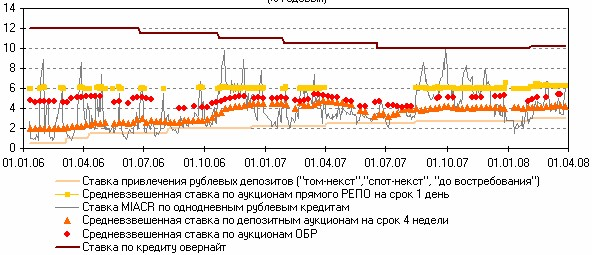 (% годовых)
14
12
10
8
6
4
2
0
01.01.06 01.04.06 01.07.06 01.10.06 01.01.07 01.04.07 01.07.07 01.10.07 01.01.08 01.04.08
Ставка привлечения рублевых депозитов ("том-некст","спот-некст", "до востребования")
Средневзвешенная ставка по аукционам прямого РЕПО на срок 1 день
Ставка MIACR по однодневным рублевым кредитам
Средневзвешенная ставка по депозитным аукционам на срок 4 недели
Средневзвешенная ставка по аукционам ОБР
Ставка по кредиту овернайт